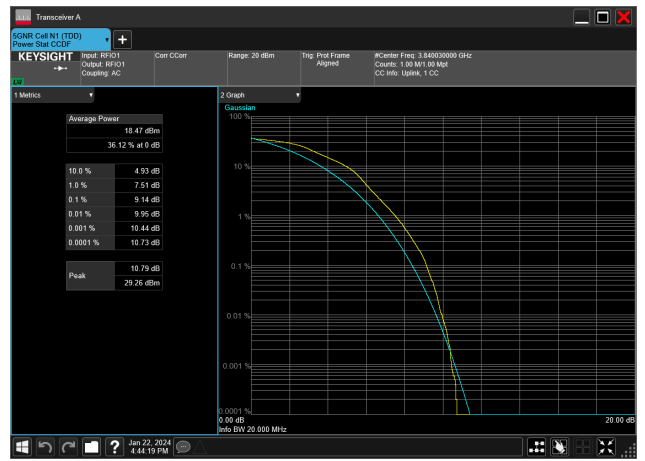 Transceiver A
5GNR Cell N1 (TDD)
Power Stat CCDF
KEYSIGHT
Input: RFIO1
Output: RFIO1
Coupling: AC
Corr CCorr
Range: 20 dBm
Trig: Prot Frame
Aligned
#Center Freq: 3.840030000 GHz
Counts: 1.00 M/1.00 Mpt
CC Info: Uplink, 1 CC
1 Metrics
Average Power
18.47 dBm
36.12 % at 0 dB
10.0 % 4.93 dB
1.0 % 7.51 dB
0.1 % 9.14 dB
0.01 % 9.95 dB
0.001 % 10.44 dB
0.0001 % 10.73 dB
Peak
10.79 dB
29.26 dBm
2 Graph
Gaussian
100 %
10 %
1 %
0.1 %
0.01 %
0.001 %
0.0001 %
0.00 dB
20.00 dB
Info BW 20.000 MHz
?
Jan 22, 2024
4:44:19 PM